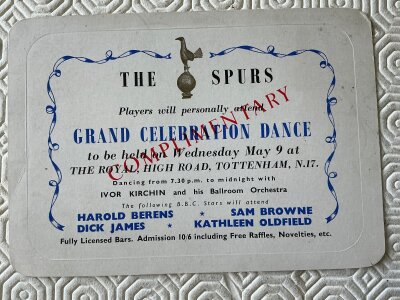 THE SPURS
Players will personally attend
GRAND CELEBRATION DANCE
to be held on Wednesday May 9 at
THE ROYAL, HIGH ROAD, TOTTENHAM, N.17.
Dancing from 7.30 p.m. to midnight with
IVOR KIRCHIN and his Ballroom Orchestra
The following B.B.C. Stars will attend
HAROLD BERENS * SAM BROWNE
DICK JAMES * KATHLEEN OLDFIELD
Fully Licensed Bars. Admission 10/6 including Free Raffles, Novelties, etc.
COMPLIMENTARY